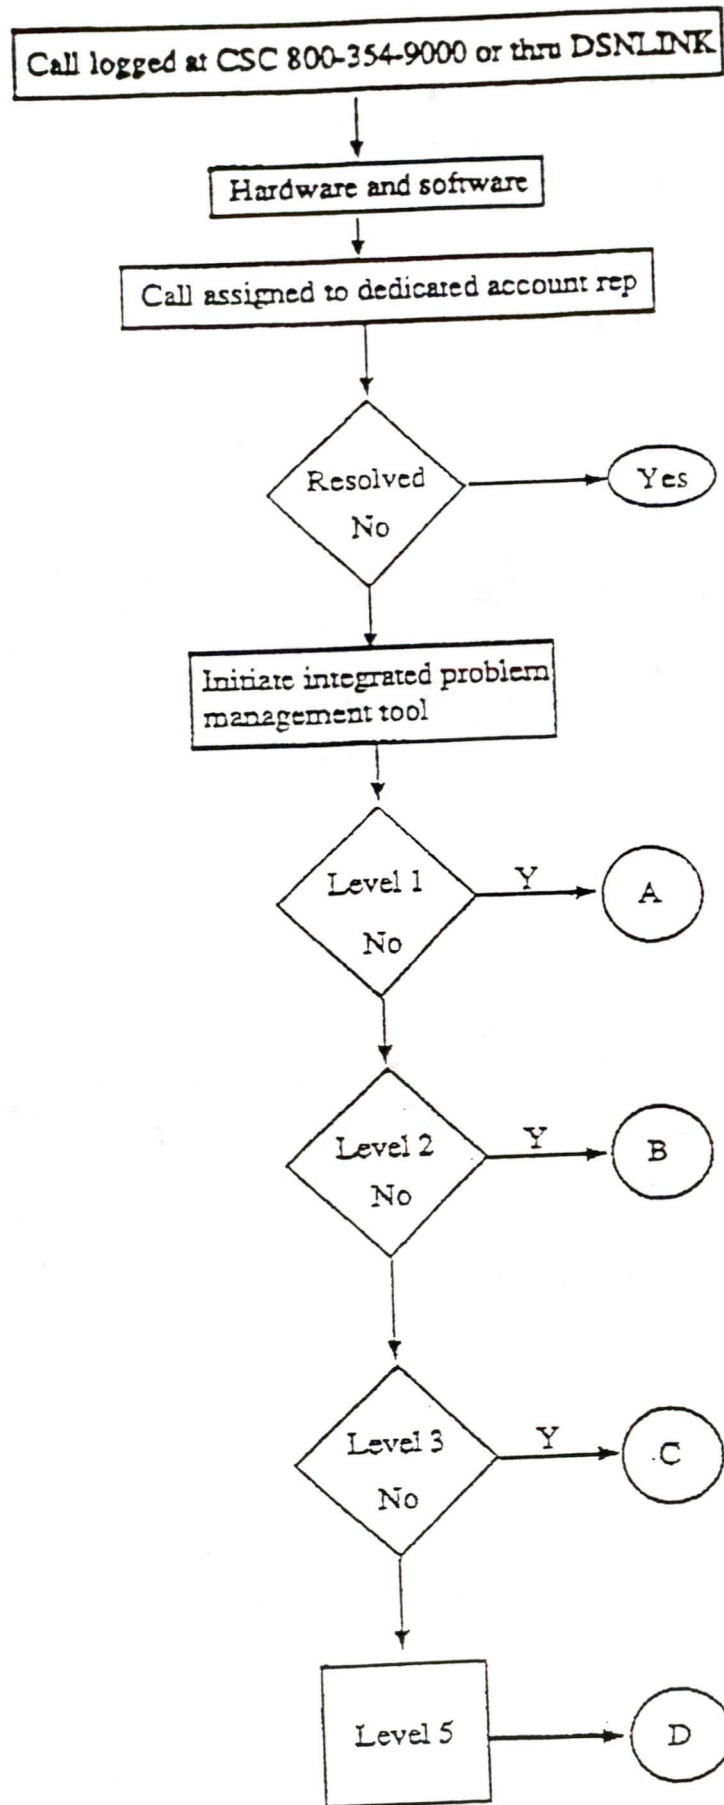 Call logged at CSC 800-354-9000 or thru DSNLINK
Hardware and software
Call assigned to dedicated account rep
Resolved
Yes
No
Initiate integrated problem
management tool
Level 1
Y
A
No
Level 2
Y
B
No
Level 3
Y
C
No
Level 5
D